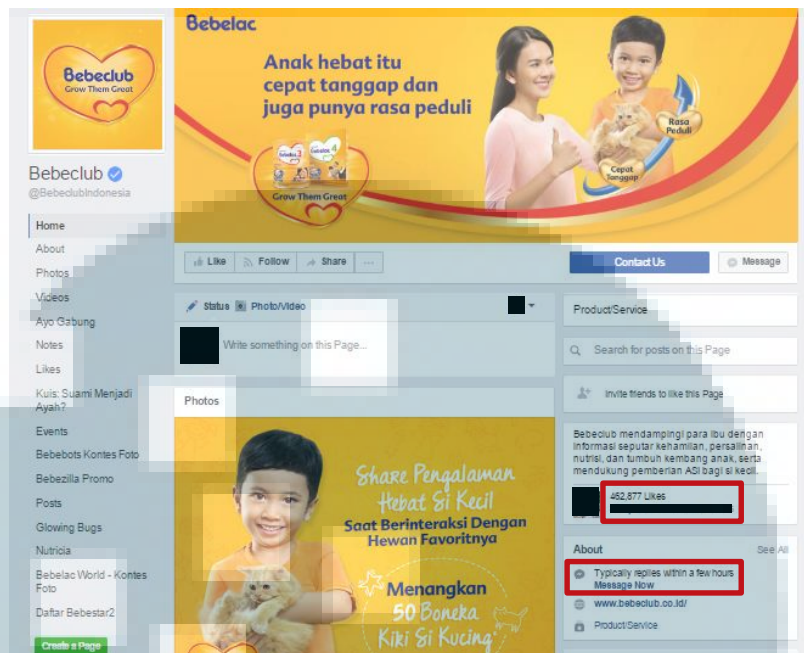 Bebelac
Anak hebat itu
cepat tanggap dan
juga punya rasa peduli
Rasa
Peduli
Cepat
Tanggap
Grow Them Great
Bebeclub
Grow Them Great
Bebeclub
@BebeclubIndonesia
Home
About
Photos
Videos
Ayo Gabung
Notes
Likes
Kuis: Suami Menjadi
Ayah?
Events
Bebebots Kontes Foto
Bebezilla Promo
Posts
Glowing Bugs
Nutricia
Bebelac World - Kontes
Foto
Daftar Bebestar2
Create a Page
Like Follow Share ...
Contact Us Message
Status Photo/Video
Write something on this Page...
Photos
Share Pengalaman
Hebat Si Kecil
Saat Berinteraksi Dengan
Hewan Favoritnya
Menangkan
50 Boneka
Kiki Si Kucing
Product/Service
Search for posts on this Page
Invite friends to like this Page
Bebeclub mendampingi para ibu dengan
informasi seputar kehamilan, persalinan,
nutrisi, dan tumbuh kembang anak, serta
mendukung pemberian ASI bagi si kecil.
462,877 Likes
About See All
Typically replies within a few hours
Message Now
www.bebeclub.co.id/
Product/Service